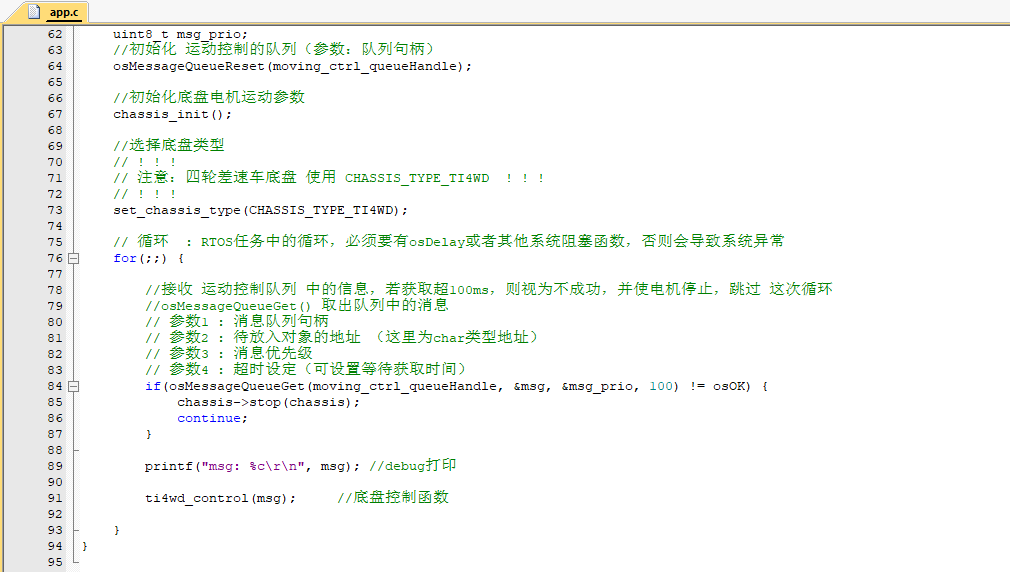 app.c
62 uint8_t msg_prio;
63 //初始化 运动控制的队列（参数：队列句柄）
64 osMessageQueueReset(moving_ctrl_queueHandle);
65
66 //初始化底盘电机运动参数
67 chassis_init();
68
69 //选择底盘类型
70 // ！！！
71 // 注意：四轮差速车底盘 使用 CHASSIS_TYPE_TI4WD ！！！
72 // ！！！
73 set_chassis_type(CHASSIS_TYPE_TI4WD);
74
75 // 循环 ：RTOS任务中的循环，必须要有osDelay或者其他系统阻塞函数，否则会导致系统异常
76 for(;;) {
77
78 //接收 运动控制队列 中的信息，若获取超100ms，则视为不成功，并使电机停止，跳过 这次循环
79 //osMessageQueueGet() 取出队列中的消息
80 // 参数1 ：消息队列句柄
81 // 参数2 ：待放入对象的地址 （这里为char类型地址）
82 // 参数3 ：消息优先级
83 // 参数4 ：超时设定（可设置等待获取时间）
84 if(osMessageQueueGet(moving_ctrl_queueHandle, &msg, &msg_prio, 100) != osOK) {
85 chassis->stop(chassis);
86 continue;
87 }
88
89 printf("msg: %c\r\n", msg); //debug打印
90
91 ti4wd_control(msg); //底盘控制函数
92
93 }
94 }
95